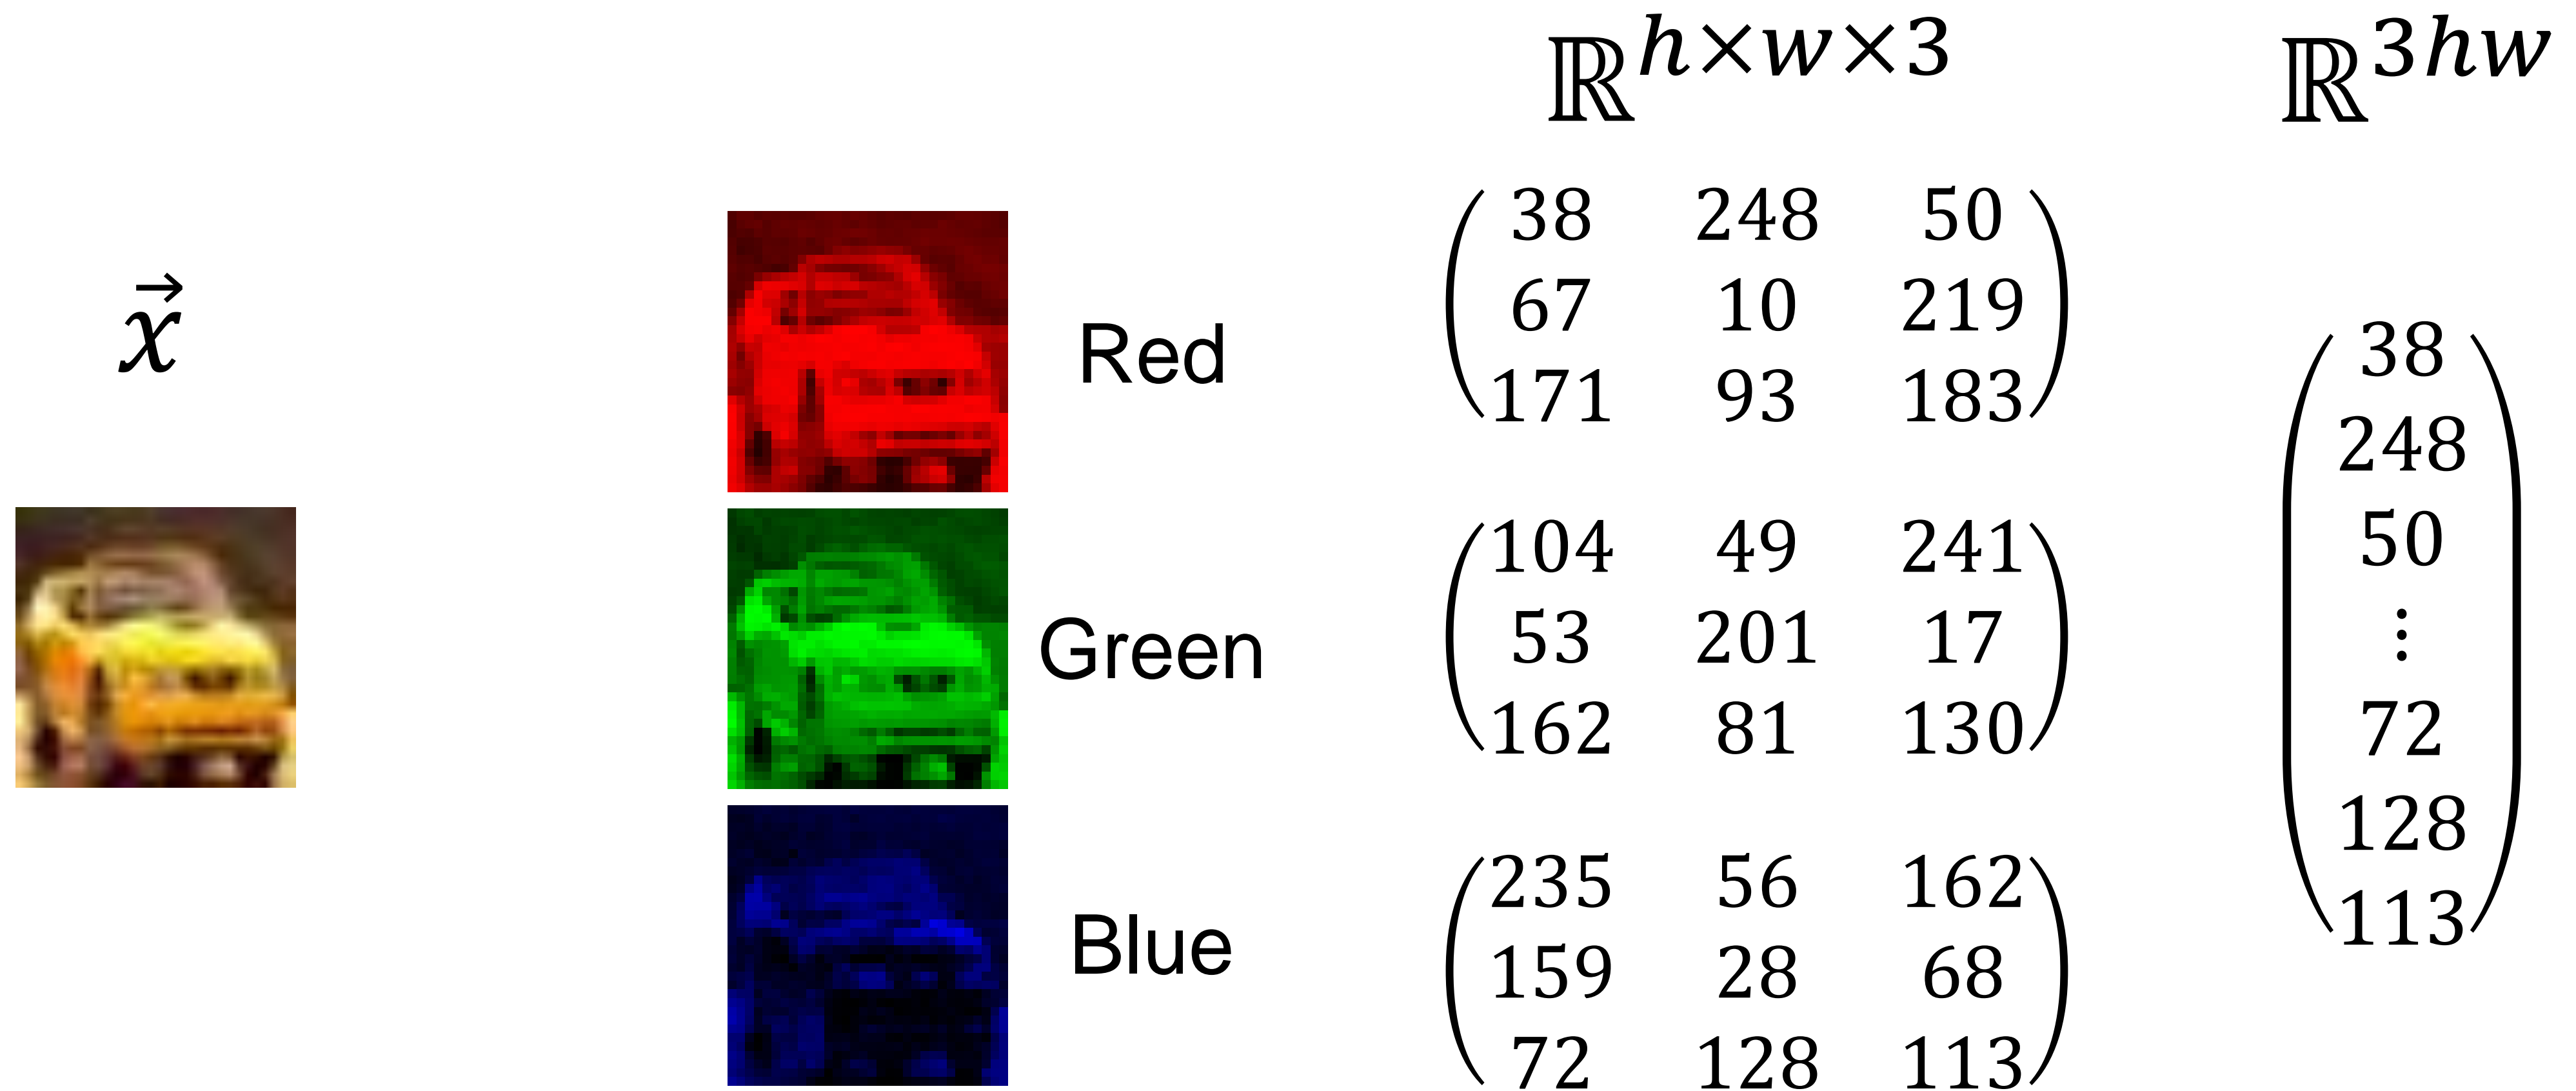 ℝ^{h×w×3}
ℝ^{3hw}
x⃗
Red
38 248 50
67 10 219
171 93 183
Green
104 49 241
53 201 17
162 81 130
Blue
235 56 162
159 28 68
72 128 113
38
248
50
⋮
72
128
113